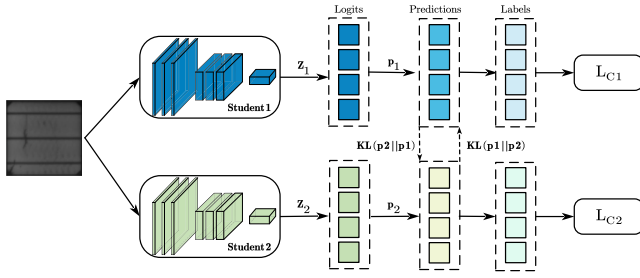 Logits
Predictions
Labels
Student 1
Z1
p1
LC1
KL(p2||p1)
KL(p1||p2)
Student 2
Z2
p2
LC2